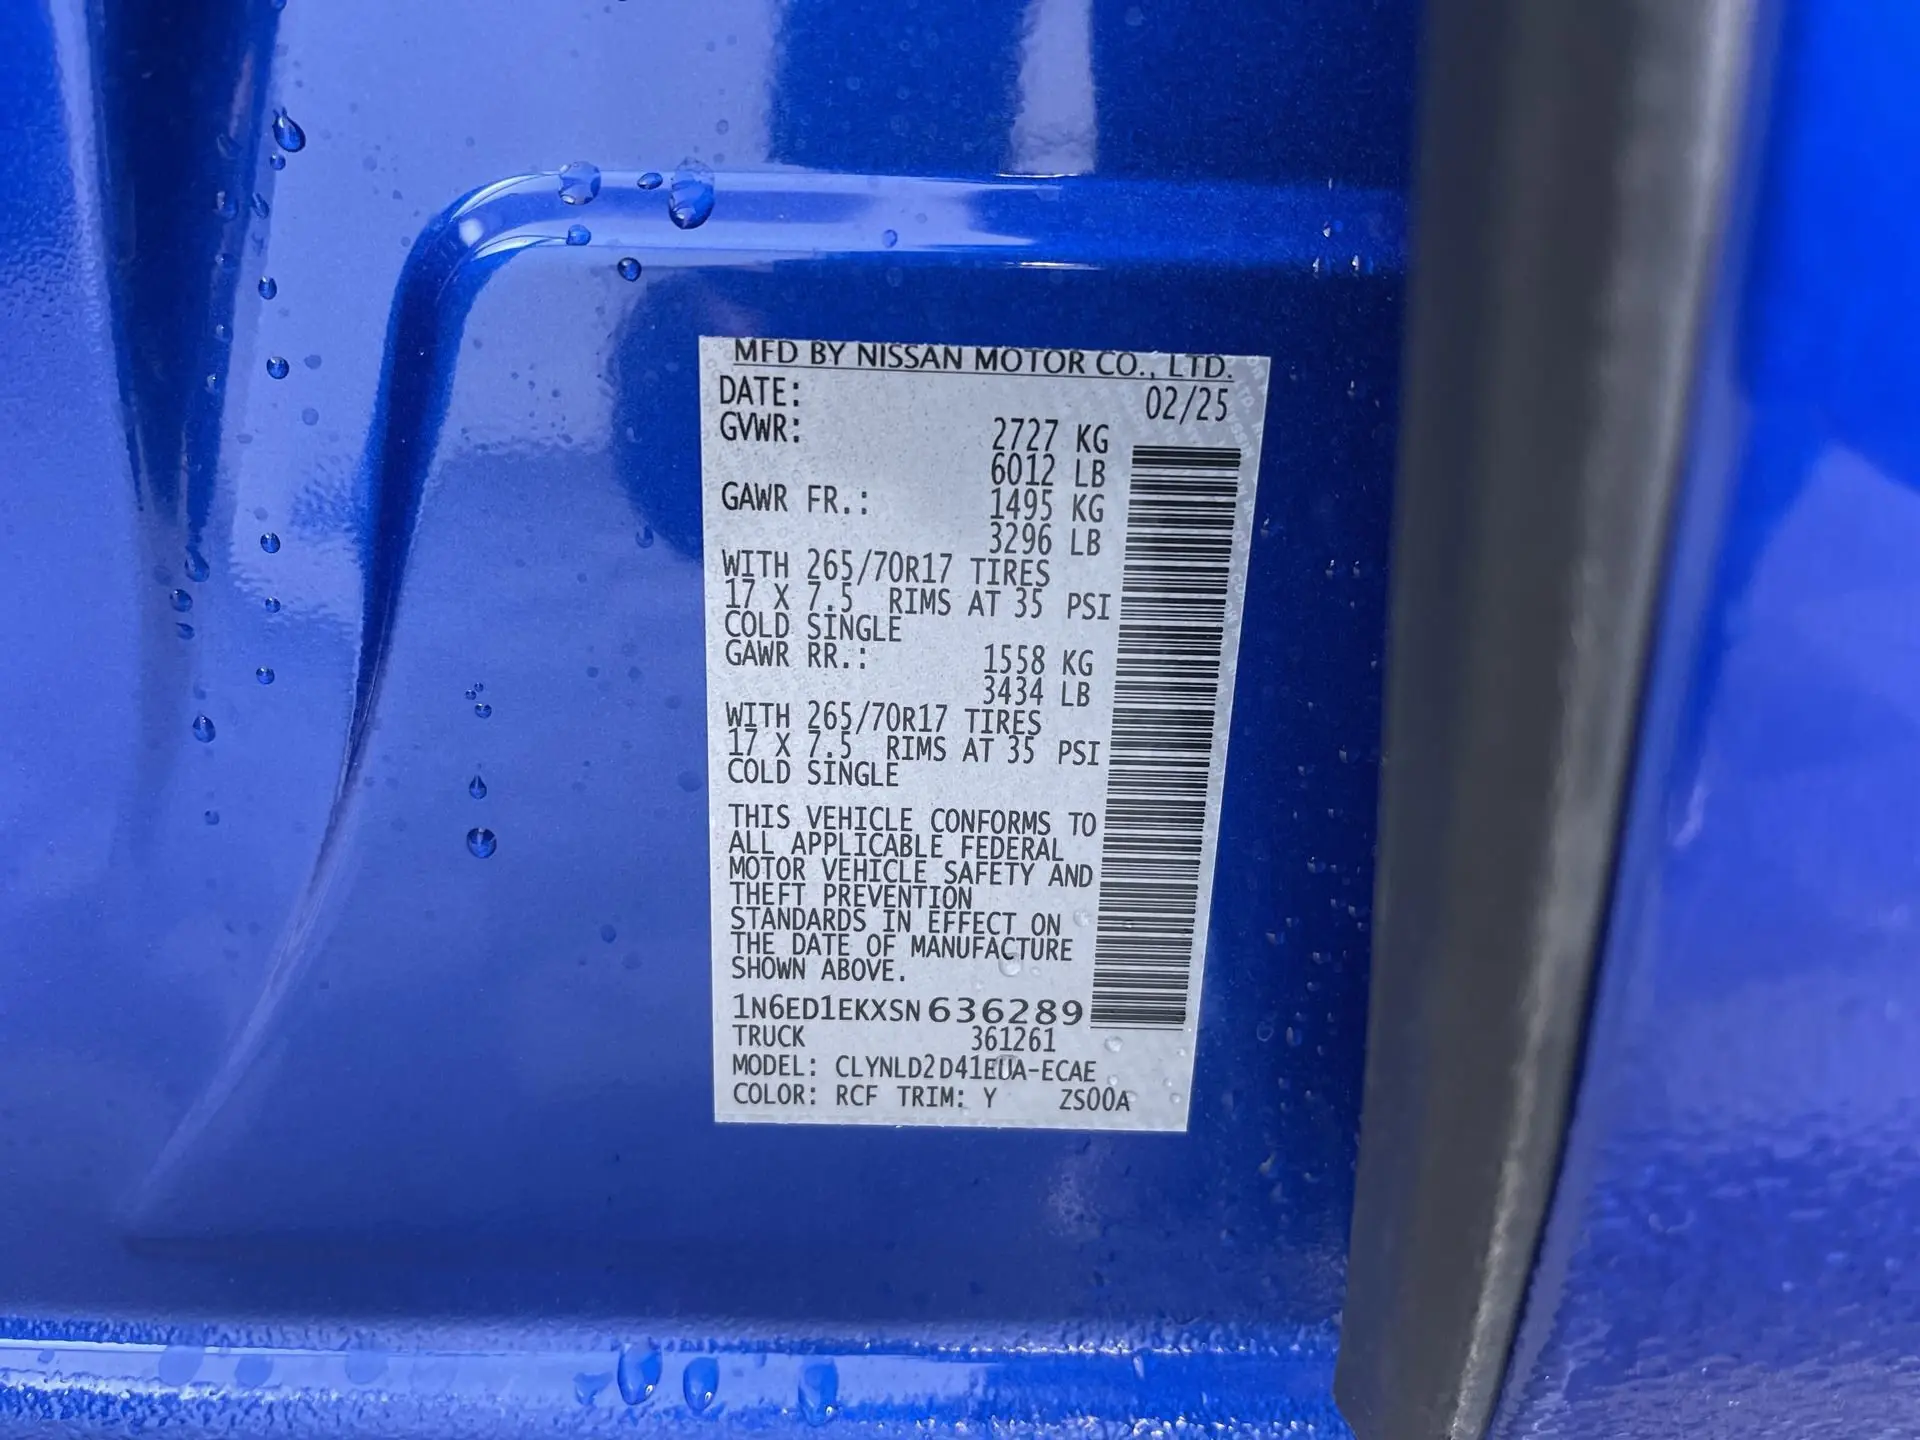 MFD BY NISSAN MOTOR CO., LTD.
DATE: 02/25
GVWR: 2727 KG
6012 LB
GAWR FR.: 1495 KG
3296 LB
WITH 265/70R17 TIRES
17 X 7.5 RIMS AT 35 PSI
COLD SINGLE
GAWR RR.: 1558 KG
3434 LB
WITH 265/70R17 TIRES
17 X 7.5 RIMS AT 35 PSI
COLD SINGLE
THIS VEHICLE CONFORMS TO
ALL APPLICABLE FEDERAL
MOTOR VEHICLE SAFETY AND
THEFT PREVENTION
STANDARDS IN EFFECT ON
THE DATE OF MANUFACTURE
SHOWN ABOVE.
1N6ED1EKXSN636289
TRUCK 361261
MODEL: CLYNLD2D41EUA-ECAE
COLOR: RCF TRIM: Y ZS00A